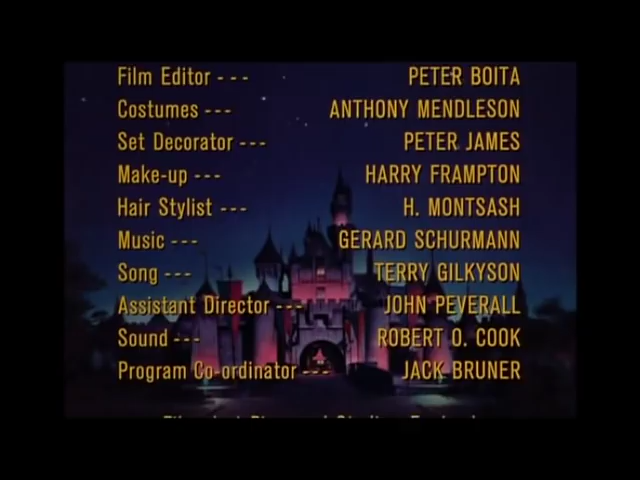 Film Editor --- PETER BOITA
Costumes --- ANTHONY MENDLESON
Set Decorator --- PETER JAMES
Make-up --- HARRY FRAMPTON
Hair Stylist --- H. MONTSASH
Music --- GERARD SCHURMANN
Song --- TERRY GILKYSON
Assistant Director --- JOHN PEVERALL
Sound --- ROBERT O. COOK
Program Co-ordinator --- JACK BRUNER